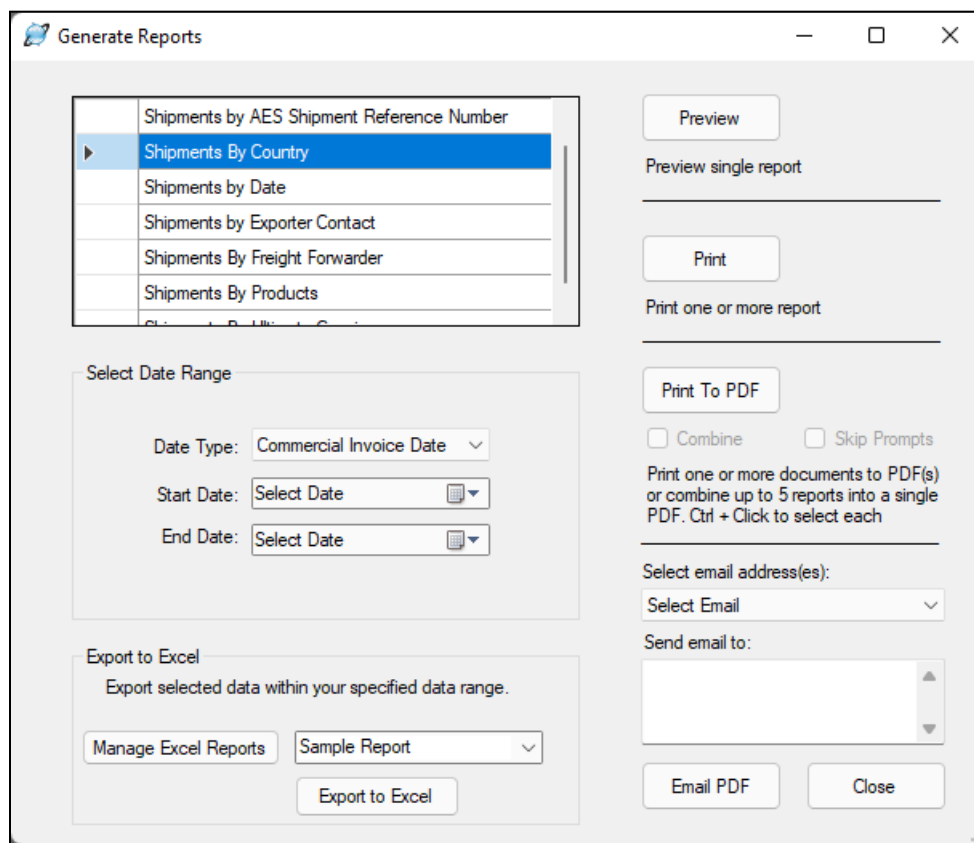 Generate Reports
Shipments by AES Shipment Reference Number
Shipments By Country
Shipments by Date
Shipments by Exporter Contact
Shipments By Freight Forwarder
Shipments By Products
Select Date Range
Date Type: Commercial Invoice Date
Start Date: Select Date
End Date: Select Date
Export to Excel
Export selected data within your specified data range.
Manage Excel Reports Sample Report
Export to Excel
Preview
Preview single report
Print
Print one or more report
Print To PDF
Combine Skip Prompts
Print one or more documents to PDF(s)
or combine up to 5 reports into a single
PDF. Ctrl + Click to select each
Select email address(es):
Select Email
Send email to:
Email PDF Close